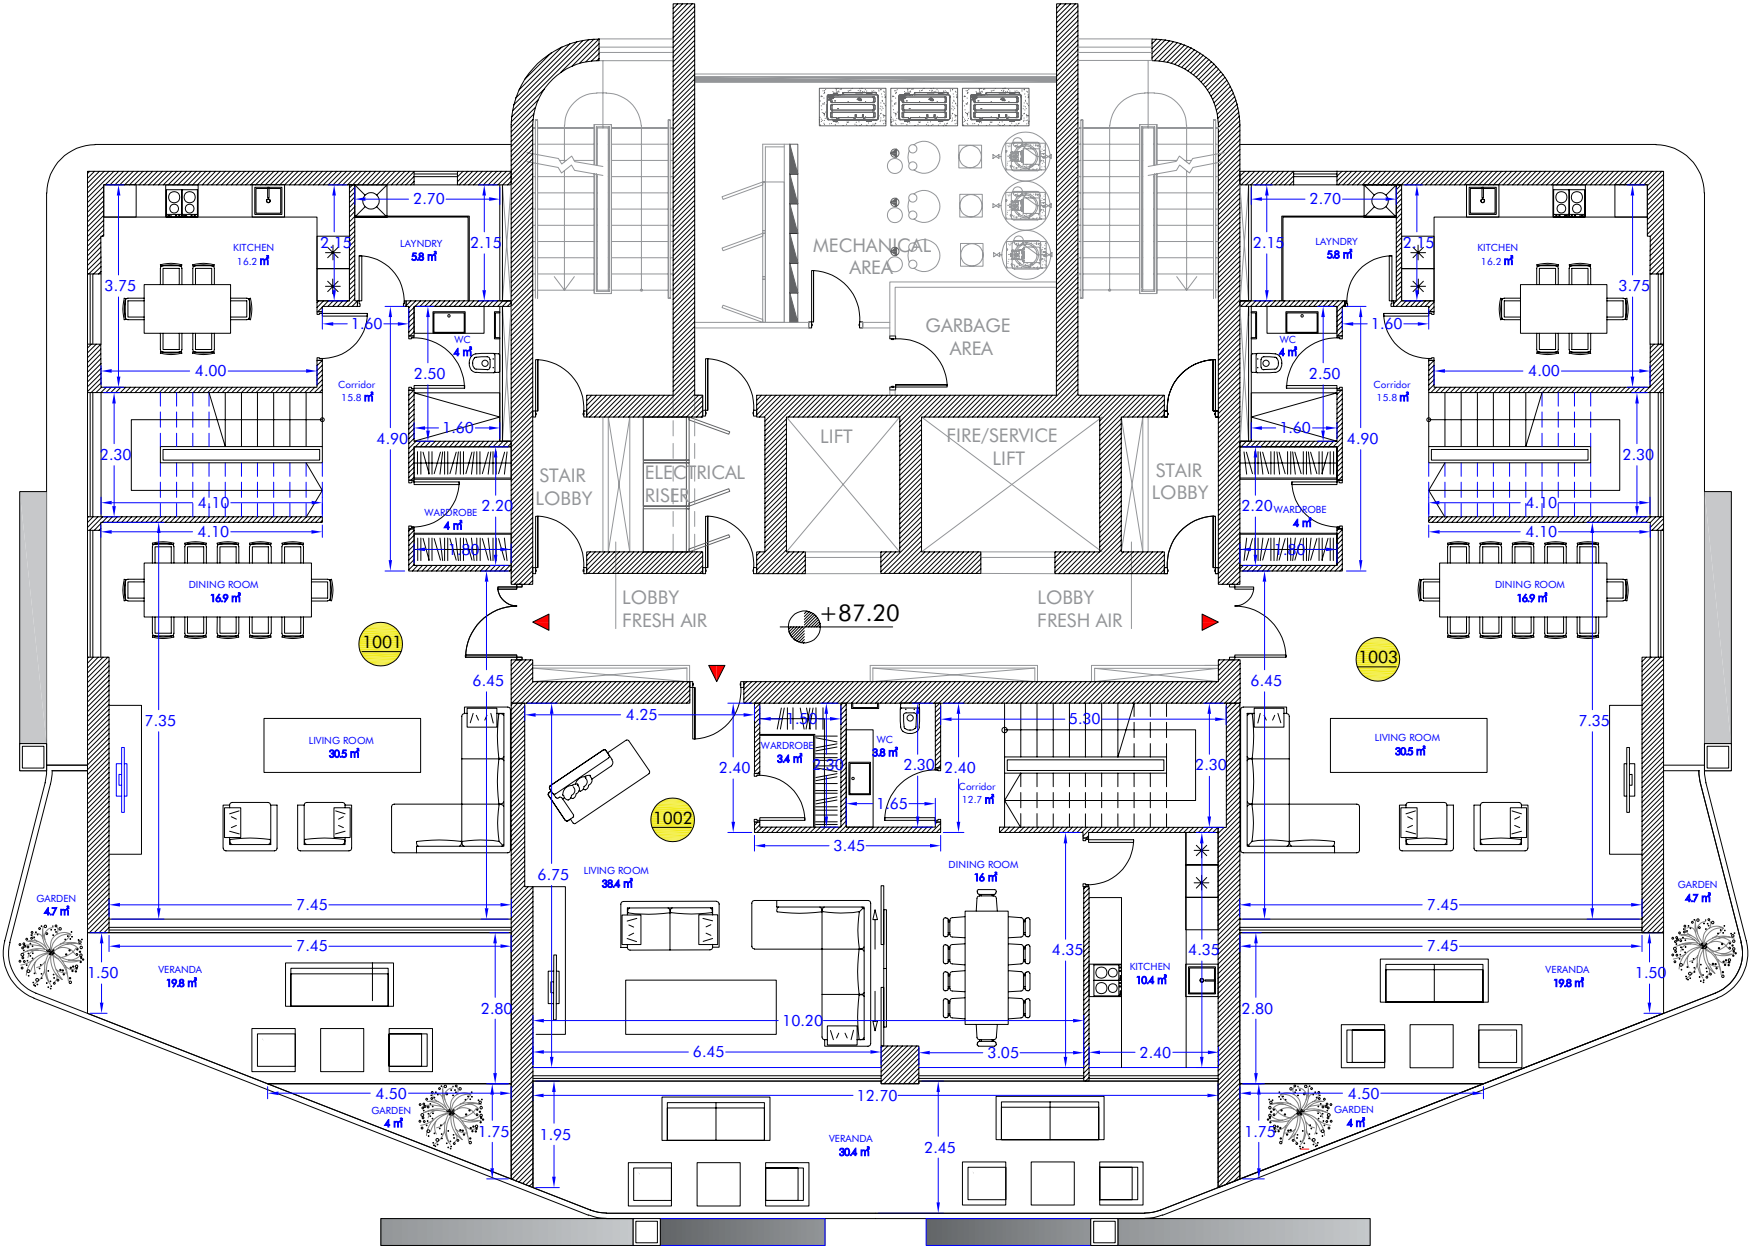 2.70
2.15
2.15
KITCHEN
16.2 m²
LAYNDRY
5.8 m²
3.75
1.60
WC
4 m²
4.00
2.50
Corridor
15.8 m²
1.60
4.90
2.30
4.10
4.10
2.20
WARDROBE
4 m²
1.80
DINING ROOM
16.9 m²
1001
6.45
7.35
LIVING ROOM
30.5 m²
7.45
7.45
GARDEN
4.7 m²
1.50
VERANDA
19.8 m²
2.80
4.50
GARDEN
4 m²
1.75
MECHANICAL
AREA
GARBAGE
AREA
LIFT
FIRE/SERVICE
LIFT
STAIR
LOBBY
ELECTRICAL
RISER
STAIR
LOBBY
LOBBY
FRESH AIR
+87.20
LOBBY
FRESH AIR
4.25
1.50
5.30
WARDROBE
3.4 m²
2.40
2.30
WC
3.8 m²
2.30
2.40
2.30
1.65
Corridor
12.7 m²
1002
3.45
6.75
LIVING ROOM
38.4 m²
DINING ROOM
16 m²
4.35
4.35
KITCHEN
10.4 m²
10.20
6.45
3.05
2.40
12.70
1.95
2.45
VERANDA
30.4 m²
2.70
2.15
2.15
LAYNDRY
5.8 m²
KITCHEN
16.2 m²
3.75
1.60
WC
4 m²
4.00
2.50
Corridor
15.8 m²
1.60
4.90
2.30
4.10
4.10
2.20
WARDROBE
4 m²
1.80
DINING ROOM
16.9 m²
1003
6.45
7.35
LIVING ROOM
30.5 m²
7.45
7.45
GARDEN
4.7 m²
1.50
VERANDA
19.8 m²
2.80
4.50
GARDEN
4 m²
1.75